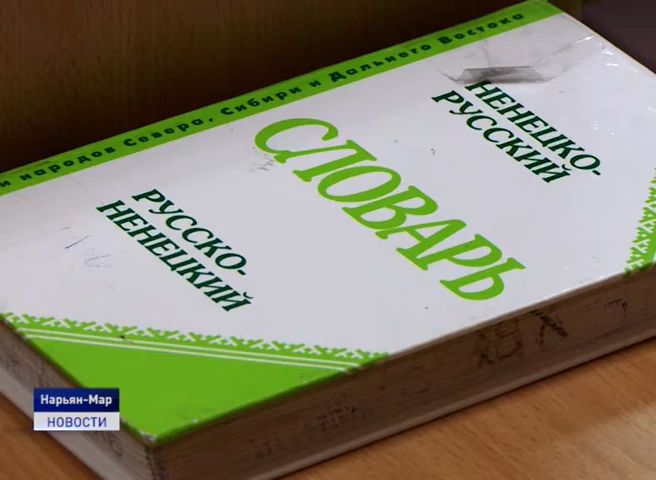 и народов Севера, Сибири и Дальнего Востока
НЕНЕЦКО-
РУССКИЙ
СЛОВАРЬ
РУССКО-
НЕНЕЦКИЙ
Нарьян-Мар
НОВОСТИ